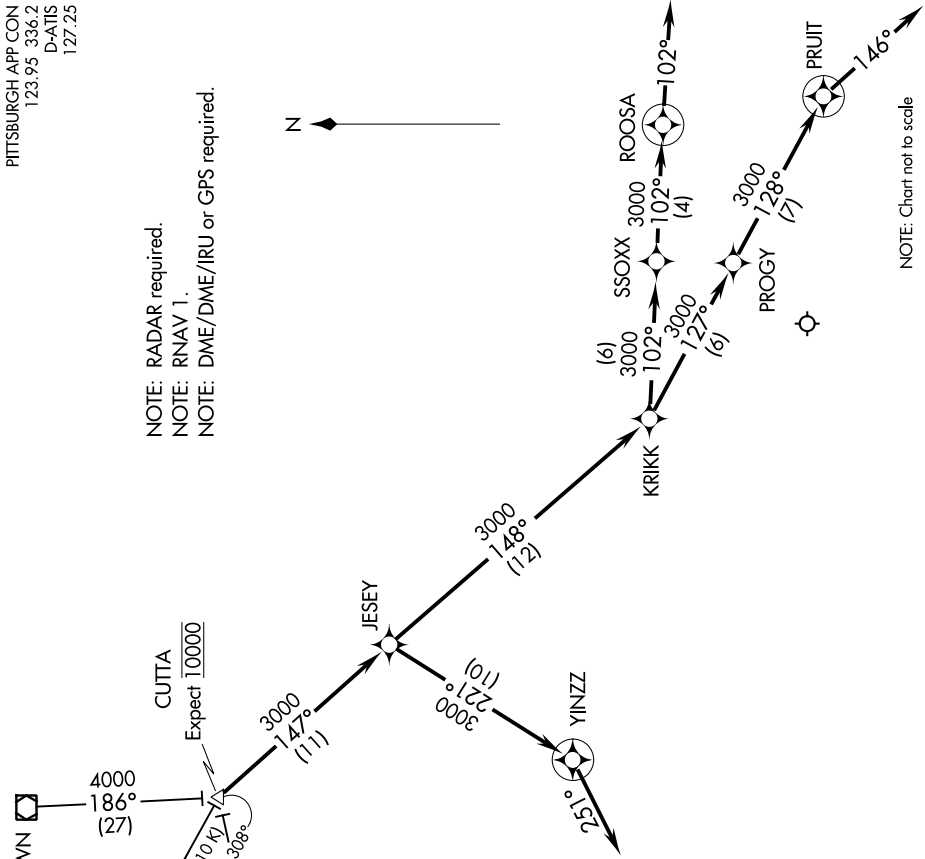 PITTSBURGH APP CON
123.95 336.2
D-ATIS
127.25
NOTE: RADAR required.
NOTE: RNAV 1.
NOTE: DME/DME/IRU or GPS required.
N
VN
4000
186°
(27)
CUTTA
Expect 10000
10 K)
308°
3000
147°
(11)
JESEY
3000
221°
(10)
YINZZ
251°
3000
148°
(12)
KRIKK
(6)
3000
102°
SSOXX
3000
102°
(4)
ROOSA
102°
3000
127°
(6)
PROGY
3000
128°
(7)
PRUIT
146°
NOTE: Chart not to scale